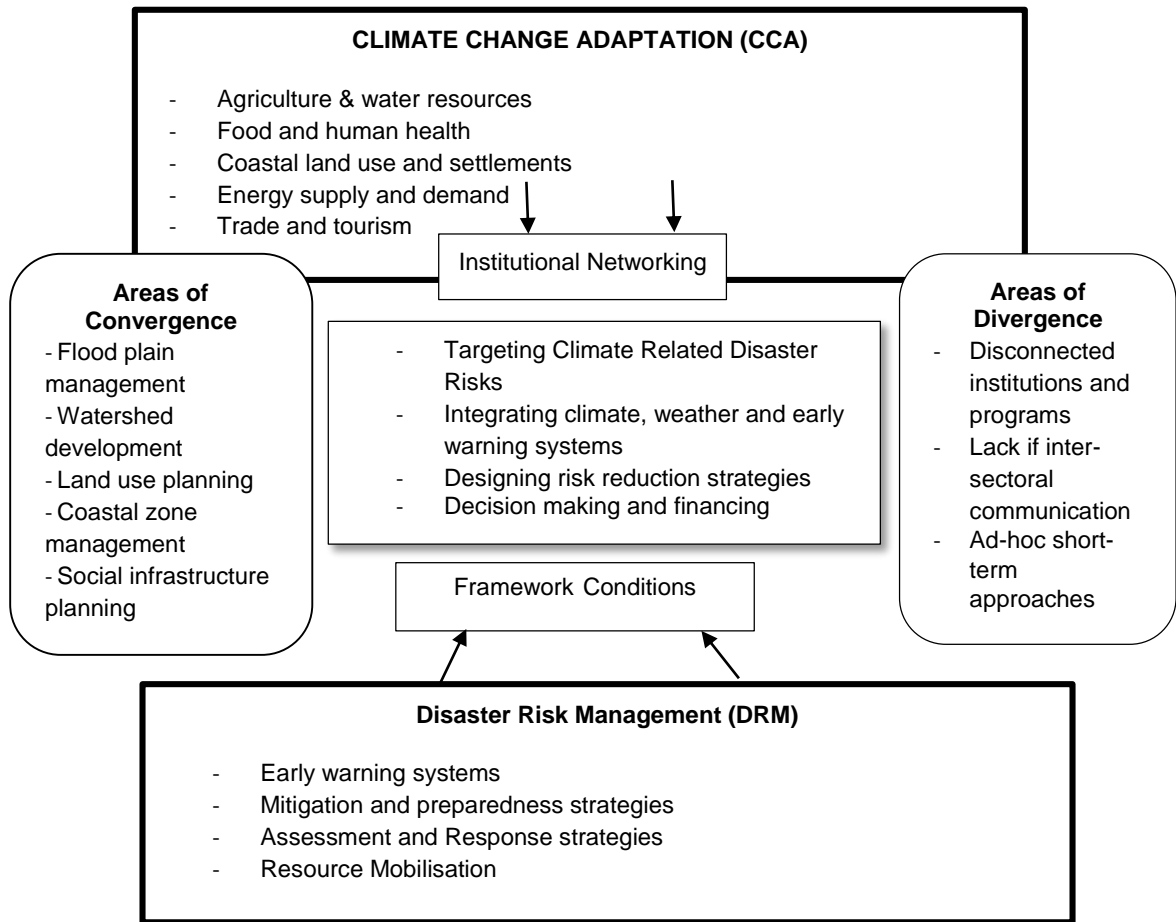 CLIMATE CHANGE ADAPTATION (CCA)
- Agriculture & water resources
- Food and human health
- Coastal land use and settlements
- Energy supply and demand
- Trade and tourism
Institutional Networking
Areas of
Convergence
- Flood plain
management
- Watershed
development
- Land use planning
- Coastal zone
management
- Social infrastructure
planning
- Targeting Climate Related Disaster
Risks
- Integrating climate, weather and early
warning systems
- Designing risk reduction strategies
- Decision making and financing
Areas of
Divergence
- Disconnected
institutions and
programs
- Lack if inter-
sectoral
communication
- Ad-hoc short-
term
approaches
Framework Conditions
Disaster Risk Management (DRM)
- Early warning systems
- Mitigation and preparedness strategies
- Assessment and Response strategies
- Resource Mobilisation